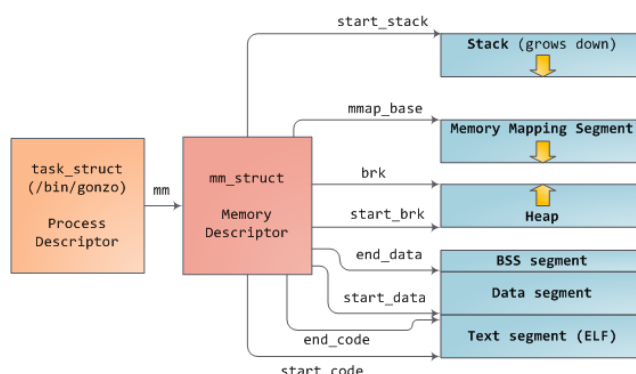 start_stack
Stack (grows down)
mmap_base
Memory Mapping Segment
task_struct
(/bin/gonzo)
Process
Descriptor
mm
mm_struct
Memory
Descriptor
brk
start_brk
Heap
end_data
BSS segment
start_data
Data segment
end_code
Text segment (ELF)
start_code